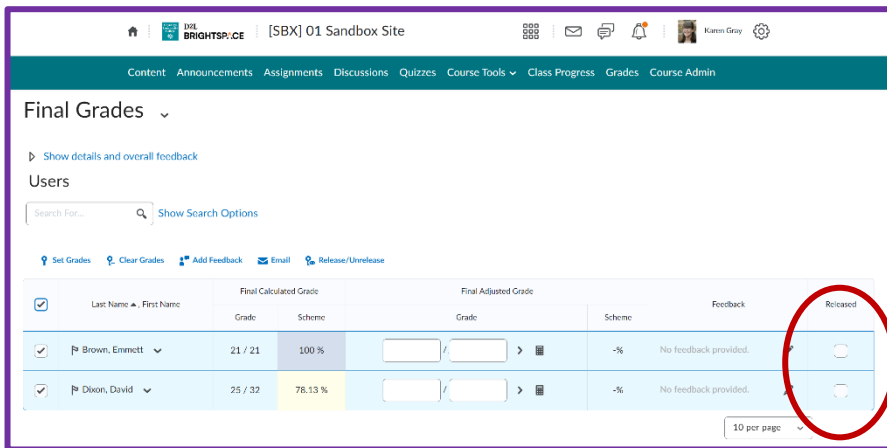 D2L
BRIGHTSPACE
[SBX] 01 Sandbox Site
Karen Gray
Content Announcements Assignments Discussions Quizzes Course Tools Class Progress Grades Course Admin
Final Grades
Show details and overall feedback
Users
Search For... Show Search Options
Set Grades Clear Grades Add Feedback Email Release/Unrelease
Last Name , First Name Final Calculated Grade Final Adjusted Grade Feedback Released
Grade Scheme Grade Scheme
Brown, Emmett 21 / 21 100 % / -% No feedback provided.
Dixon, David 25 / 32 78.13 % / -% No feedback provided.
10 per page